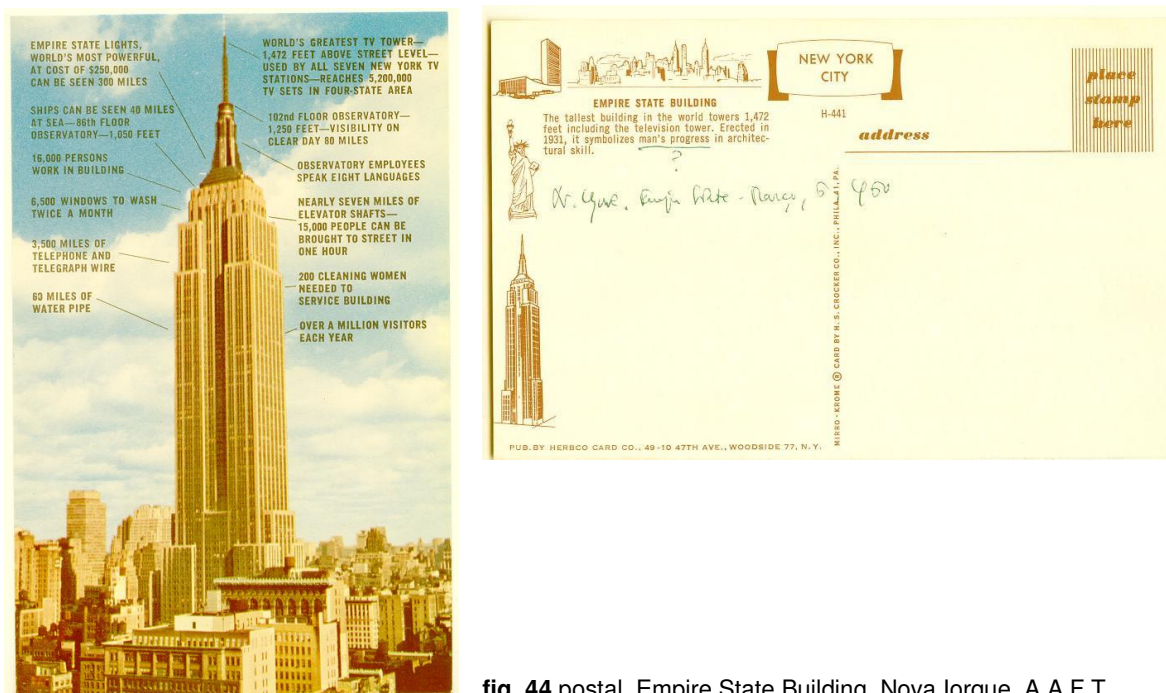 EMPIRE STATE LIGHTS,
WORLD'S MOST POWERFUL,
AT COST OF $250,000
CAN BE SEEN 300 MILES
SHIPS CAN BE SEEN 40 MILES
AT SEA—86th FLOOR
OBSERVATORY—1,050 FEET
16,000 PERSONS
WORK IN BUILDING
6,500 WINDOWS TO WASH
TWICE A MONTH
3,500 MILES OF
TELEPHONE AND
TELEGRAPH WIRE
60 MILES OF
WATER PIPE
WORLD'S GREATEST TV TOWER—
1,472 FEET ABOVE STREET LEVEL—
USED BY ALL SEVEN NEW YORK TV
STATIONS—REACHES 5,200,000
TV SETS IN FOUR-STATE AREA
102nd FLOOR OBSERVATORY—
1,250 FEET—VISIBILITY ON
CLEAR DAY 80 MILES
OBSERVATORY EMPLOYEES
SPEAK EIGHT LANGUAGES
NEARLY SEVEN MILES OF
ELEVATOR SHAFTS—
15,000 PEOPLE CAN BE
BROUGHT TO STREET IN
ONE HOUR
200 CLEANING WOMEN
NEEDED TO
SERVICE BUILDING
OVER A MILLION VISITORS
EACH YEAR
EMPIRE STATE BUILDING
The tallest building in the world towers 1,472
feet including the television tower. Erected in
1931, it symbolizes man's progress in architec-
tural skill.
?
N. York, Empire State -
NEW YORK
CITY
H-441
address
place
stamp
here
MIRRO-KROME ® CARD BY H. S. CROCKER CO., INC., PHILA. 41, PA.
PUB. BY HERBCO CARD CO., 49-10 47TH AVE., WOODSIDE 77, N. Y.
fig. 44 postal, Empire State Building, Nova Iorque, A.A.F.T.